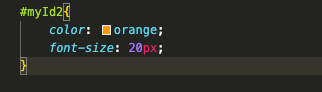 #myId2{
color: orange;
font-size: 20px;
}